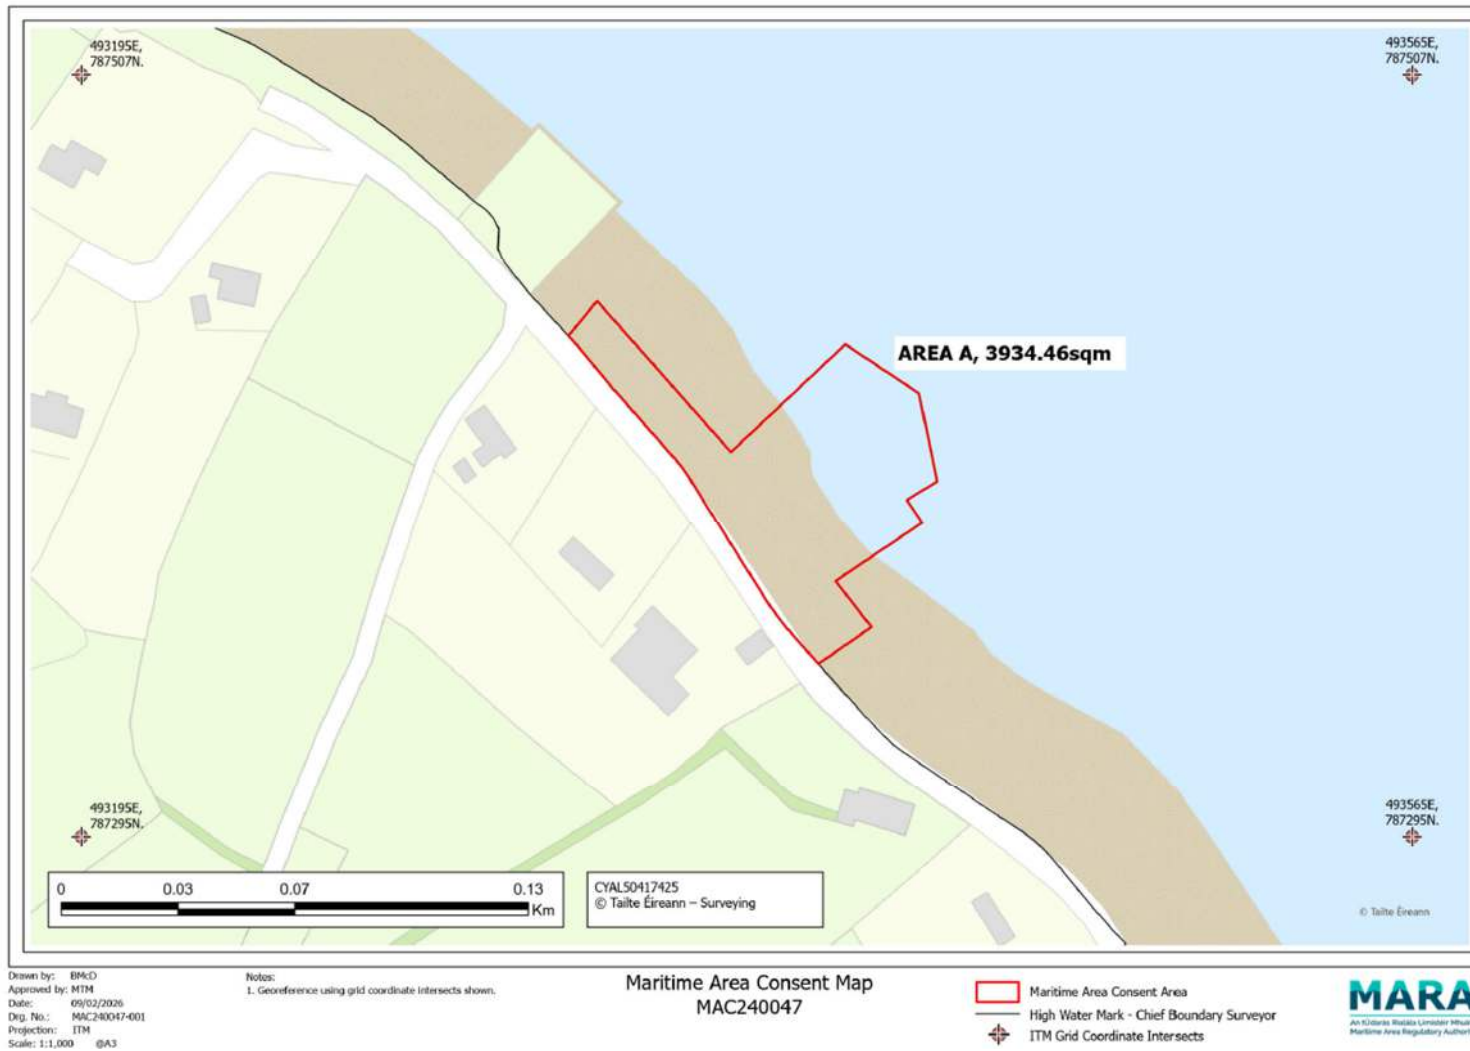 493195E,
787507N.
493565E,
787507N.
AREA A, 3934.46sqm
493195E,
787295N.
493565E,
787295N.
0 0.03 0.07 0.13
Km
CYAL50417425
© Tailte Éireann – Surveying
© Tailte Éireann
Drawn by: BMcD
Approved by: MTM
Date: 09/02/2026
Drg. No.: MAC240047-001
Projection: ITM
Scale: 1:1,000 @A3
Notes:
1. Georeference using grid coordinate intersects shown.
Maritime Area Consent Map
MAC240047
Maritime Area Consent Area
High Water Mark - Chief Boundary Surveyor
ITM Grid Coordinate Intersects
MARA
An tÚdarás Rialála Limistéir
Maritime Area Regulatory